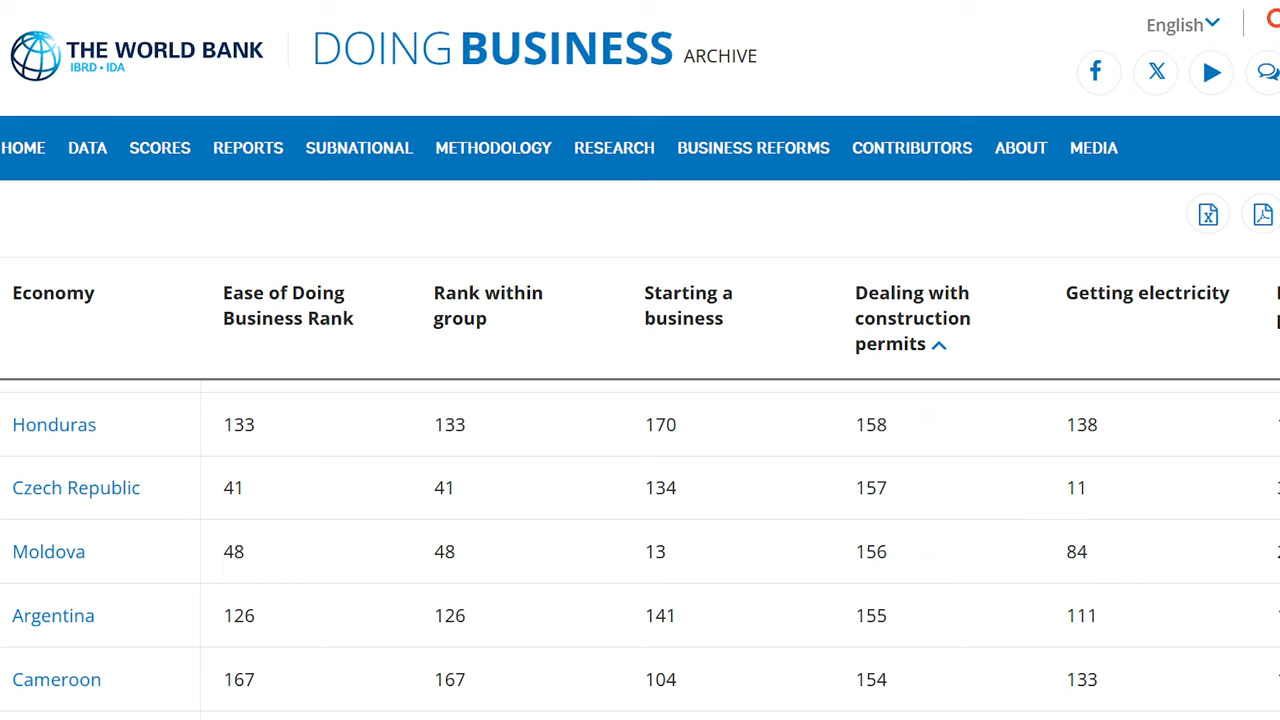 English
THE WORLD BANK
IBRD • IDA
DOING BUSINESS ARCHIVE
HOME DATA SCORES REPORTS SUBNATIONAL METHODOLOGY RESEARCH BUSINESS REFORMS CONTRIBUTORS ABOUT MEDIA
Economy
Ease of Doing
Business Rank
Rank within
group
Starting a
business
Dealing with
construction
permits
Getting electricity
Honduras 133 133 170 158 138
Czech Republic 41 41 134 157 11
Moldova 48 48 13 156 84
Argentina 126 126 141 155 111
Cameroon 167 167 104 154 133